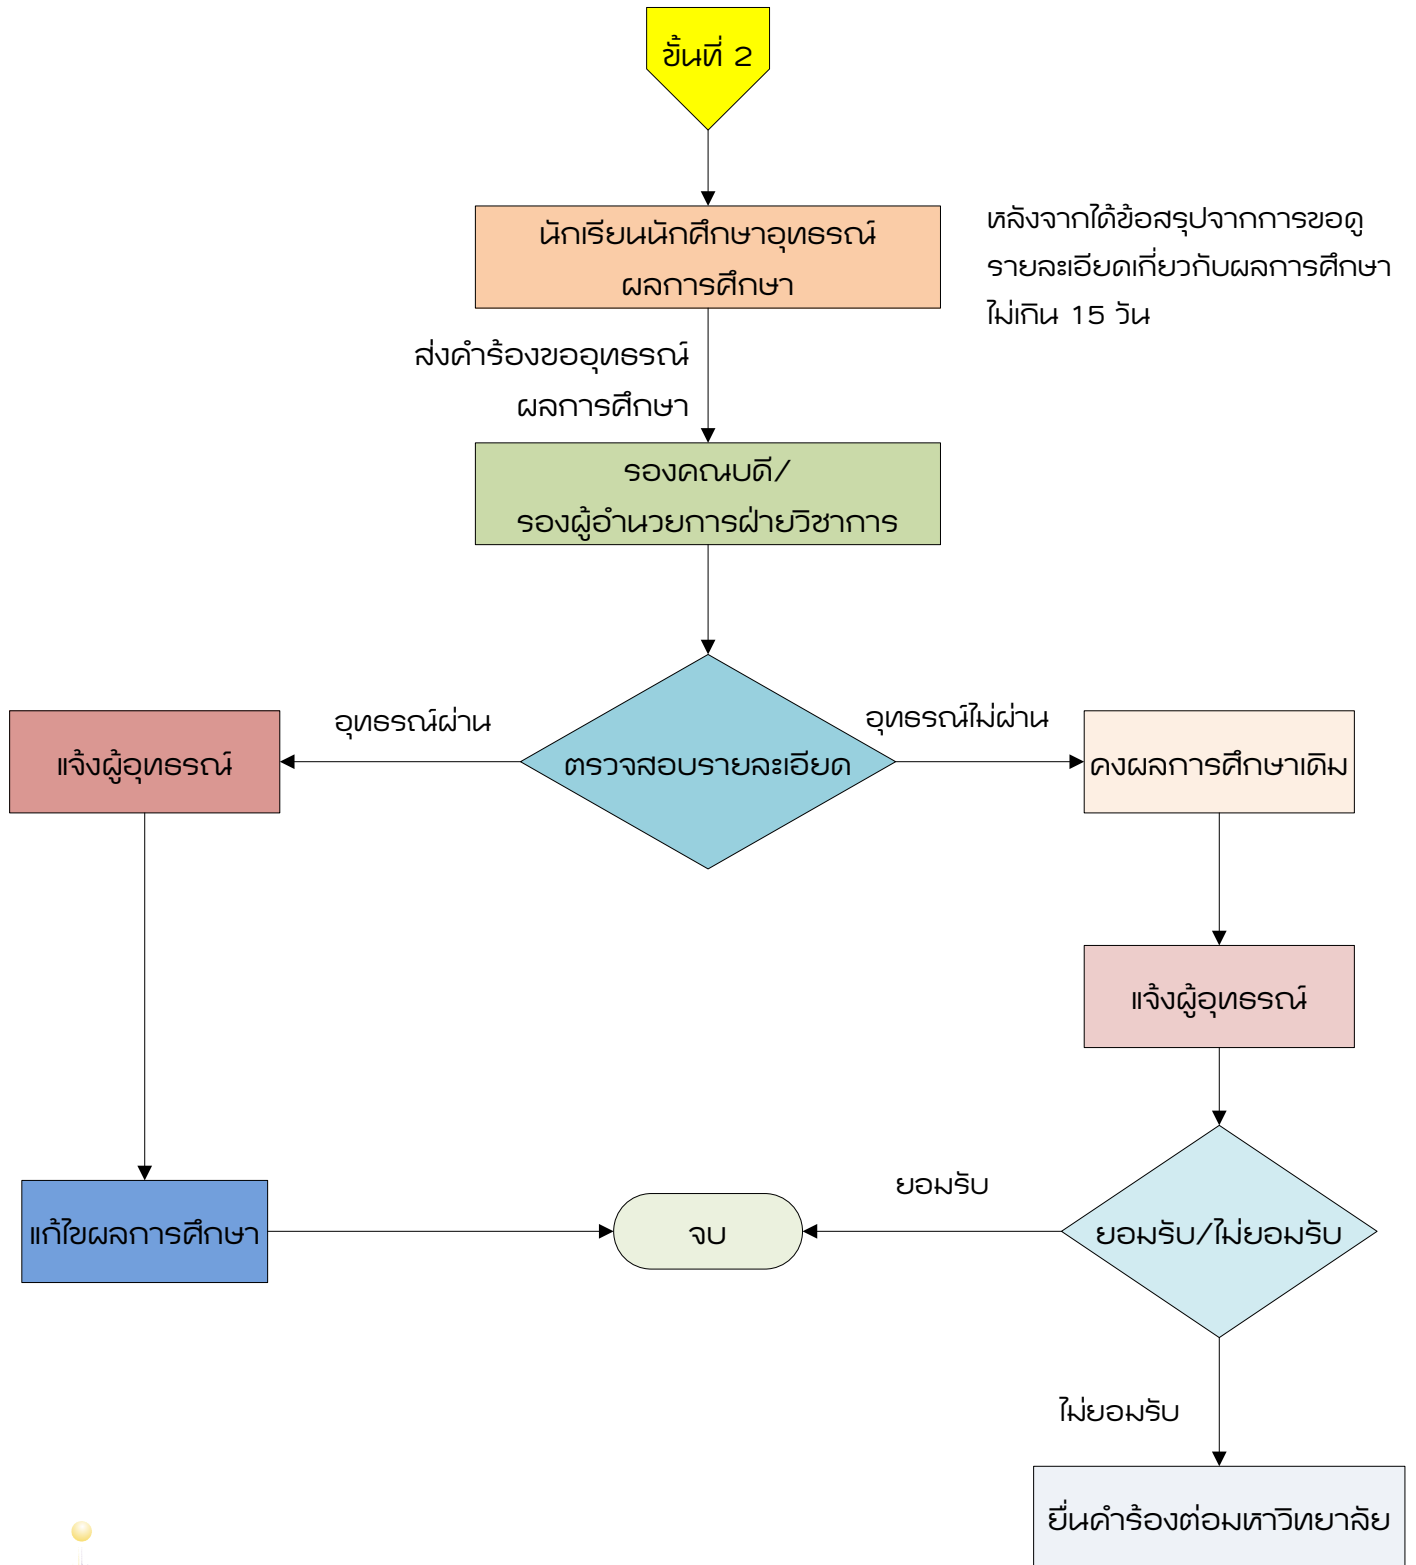 ขั้นที่ 2
นักเรียนนักศึกษาอุทธรณ์
ผลการศึกษา
หลังจากได้ข้อสรุปจากการขอดู
รายละเอียดเกี่ยวกับผลการศึกษา
ไม่เกิน 15 วัน
ส่งคำร้องขออุทธรณ์
ผลการศึกษา
รองคณบดี/
รองผู้อำนวยการฝ่ายวิชาการ
อุทธรณ์ผ่าน
อุทธรณ์ไม่ผ่าน
แจ้งผู้อุทธรณ์
ตรวจสอบรายละเอียด
คงผลการศึกษาเดิม
แจ้งผู้อุทธรณ์
ยอมรับ
แก้ไขผลการศึกษา
จบ
ยอมรับ/ไม่ยอมรับ
ไม่ยอมรับ
ยื่นคำร้องต่อมหาวิทยาลัย